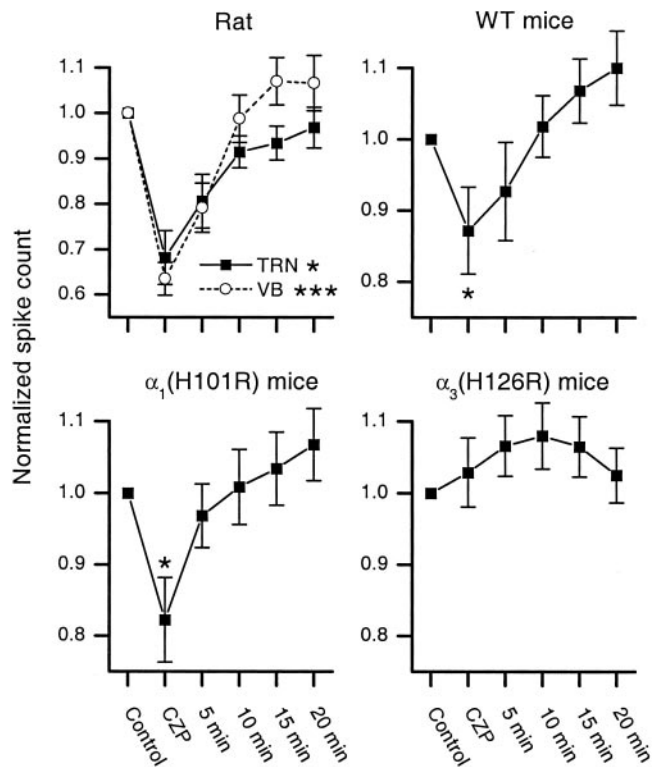 Rat
WT mice
Normalized spike count
1.1
1.0
0.9
0.8
0.7
0.6
TRN *
VB ***
1.1
1.0
0.9
0.8
*
α1(H101R) mice
α3(H126R) mice
1.1
1.0
0.9
0.8
*
1.1
1.0
0.9
0.8
Control
CZP
5 min
10 min
15 min
20 min
Control
CZP
5 min
10 min
15 min
20 min